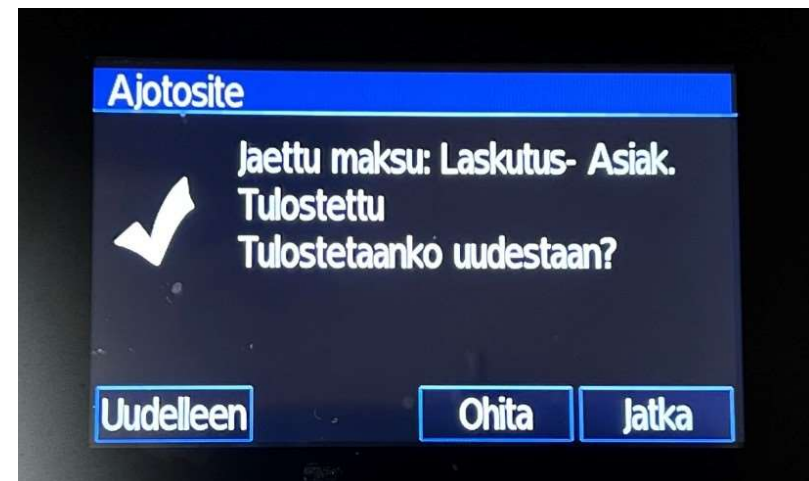 Ajotosite
Jaettu maksu: Laskutus- Asiak.
Tulostettu
Tulostetaanko uudestaan?
Uudelleen
Ohita
Jatka